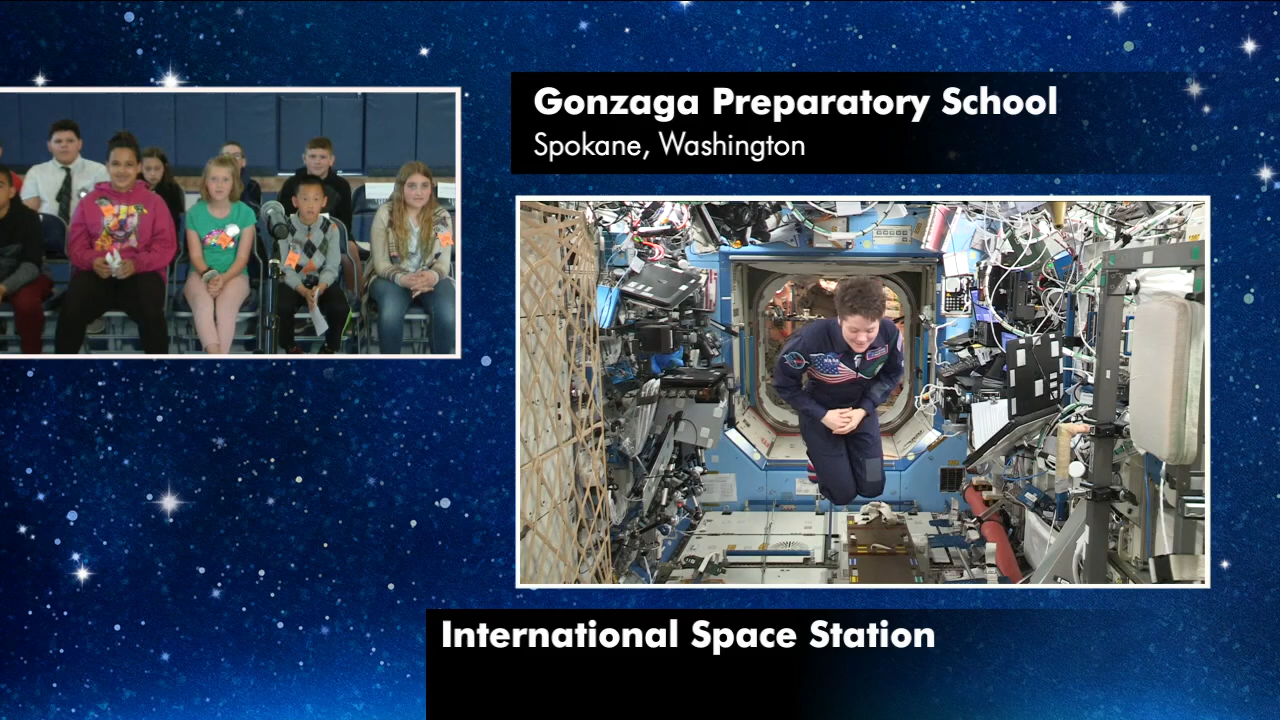 Gonzaga Preparatory School
Spokane, Washington
International Space Station